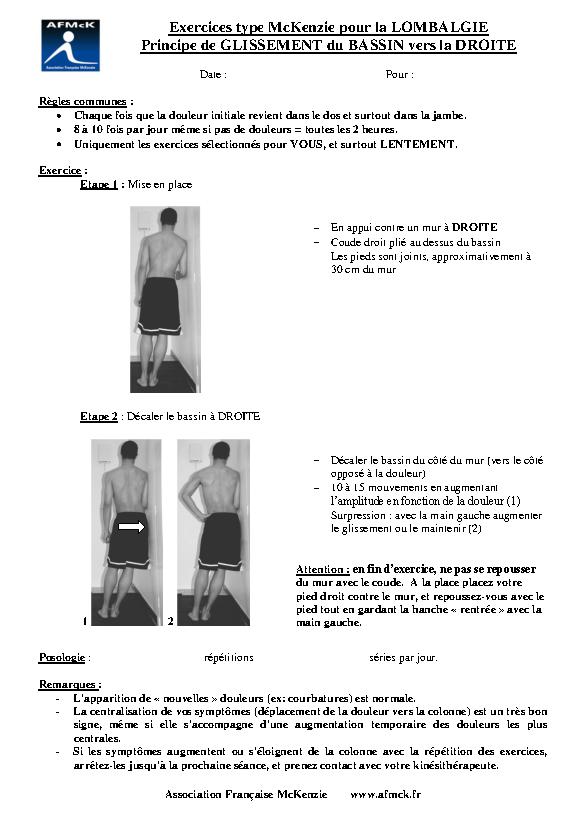 AFMcK
Association Française McKenzie
Exercices type McKenzie pour la LOMBALGIE
Principe de GLISSEMENT du BASSIN vers la DROITE
Date : Pour :
Règles communes :
• Chaque fois que la douleur initiale revient dans le dos et surtout dans la jambe.
• 8 à 10 fois par jour même si pas de douleurs = toutes les 2 heures.
• Uniquement les exercices sélectionnés pour VOUS, et surtout LENTEMENT.
Exercice :
Etape 1 : Mise en place
– En appui contre un mur à DROITE
– Coude droit plié au dessus du bassin
Les pieds sont joints, approximativement à
30 cm du mur
Etape 2 : Décaler le bassin à DROITE
– Décaler le bassin du côté du mur (vers le côté
opposé à la douleur)
– 10 à 15 mouvements en augmentant
l'amplitude en fonction de la douleur (1)
Surpression : avec la main gauche augmenter
le glissement ou le maintenir (2)
Attention : en fin d'exercice, ne pas se repousser
du mur avec le coude. A la place placez votre
pied droit contre le mur, et repoussez-vous avec le
pied tout en gardant la hanche « rentrée » avec la
main gauche.
1 2
Posologie : répétitions séries par jour.
Remarques :
- L'apparition de « nouvelles » douleurs (ex: courbatures) est normale.
- La centralisation de vos symptômes (déplacement de la douleur vers la colonne) est un très bon
signe, même si elle s'accompagne d'une augmentation temporaire des douleurs les plus
centrales.
- Si les symptômes augmentent ou s'éloignent de la colonne avec la répétition des exercices,
arrêtez-les jusqu'à la prochaine séance, et prenez contact avec votre kinésithérapeute.
Association Française McKenzie www.afmck.fr